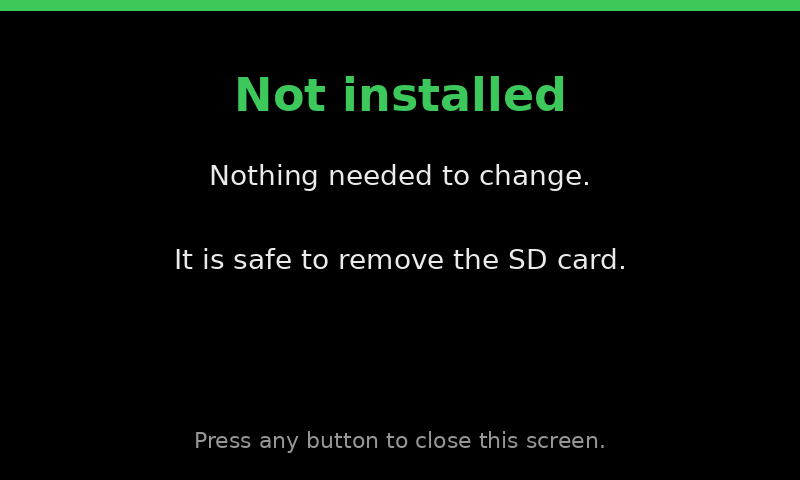 Not installed
Nothing needed to change.
It is safe to remove the SD card.
Press any button to close this screen.